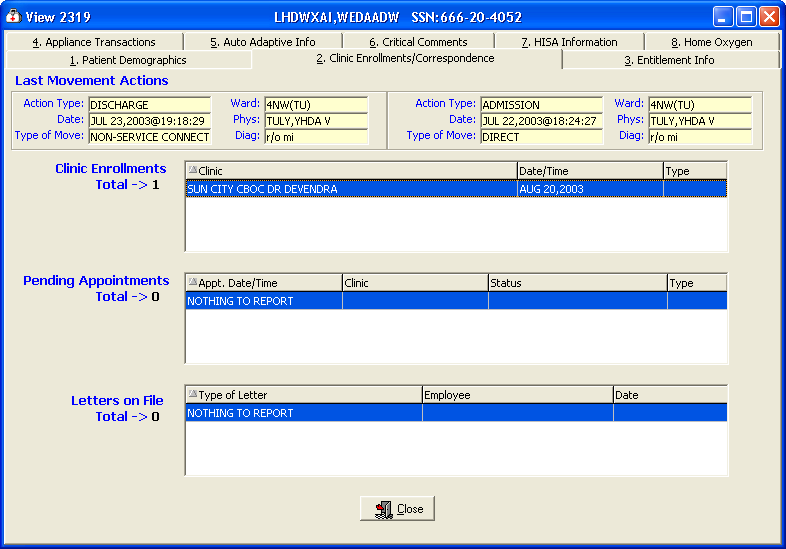 View 2319 LHDWXAI,WEDAADW SSN:666-20-4052
4. Appliance Transactions 5. Auto Adaptive Info 6. Critical Comments 7. HISA Information 8. Home Oxygen
1. Patient Demographics 2. Clinic Enrollments/Correspondence 3. Entitlement Info
Last Movement Actions
Action Type: DISCHARGE Ward: 4NW(TU) Action Type: ADMISSION Ward: 4NW(TU)
Date: JUL 23,2003@19:18:29 Phys: TULY,YHDA V Date: JUL 22,2003@18:24:27 Phys: TULY,YHDA V
Type of Move: NON-SERVICE CONNECT Diag: r/o mi Type of Move: DIRECT Diag: r/o mi
Clinic Enrollments
Total -> 1
Clinic Date/Time Type
SUN CITY CBOC DR DEVENDRA AUG 20,2003
Pending Appointments
Total -> 0
Appt. Date/Time Clinic Status Type
NOTHING TO REPORT
Letters on File
Total -> 0
Type of Letter Employee Date
NOTHING TO REPORT
Close